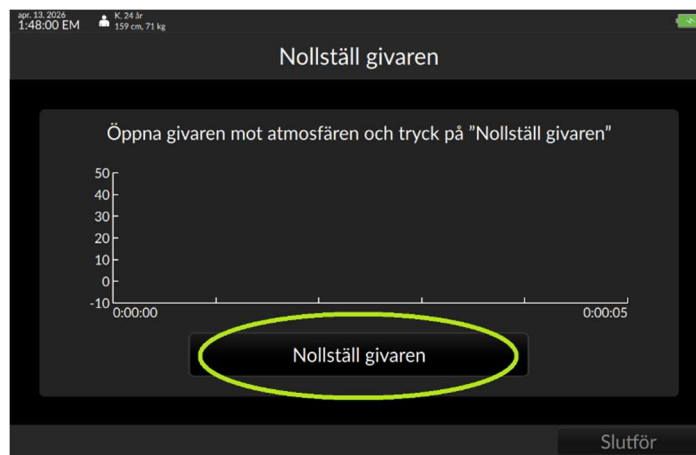 apr. 13, 2026
1:48:00 EM
K, 24 år
159 cm, 71 kg
Nollställ givaren
Öppna givaren mot atmosfären och tryck på ”Nollställ givaren”
50
40
30
20
10
0
-10
0:00:00
0:00:05
Nollställ givaren
Slutför